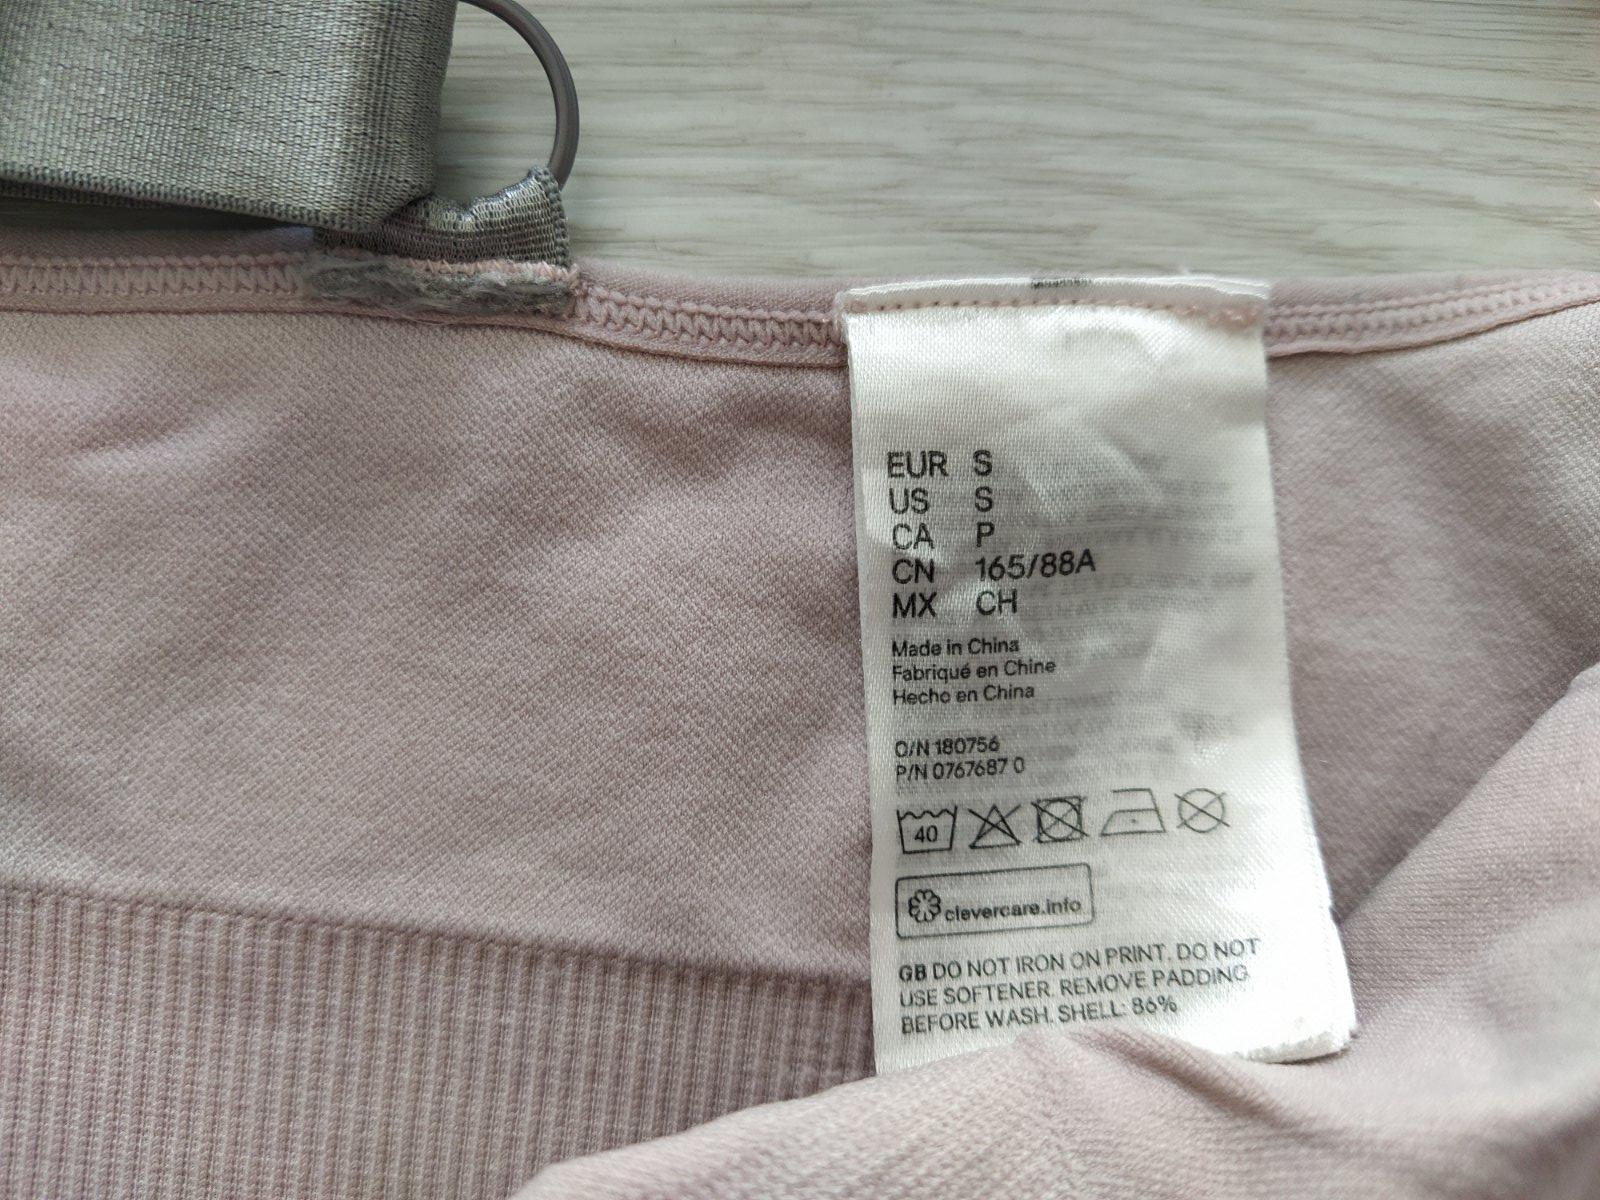 EUR S
US S
CA P
CN 165/88A
MX CH
Made in China
Fabriqué en Chine
Hecho en China
O/N 180756
P/N 0767687 0
40
clevercare.info
GB DO NOT IRON ON PRINT. DO NOT
USE SOFTENER. REMOVE PADDING
BEFORE WASH. SHELL: 86%